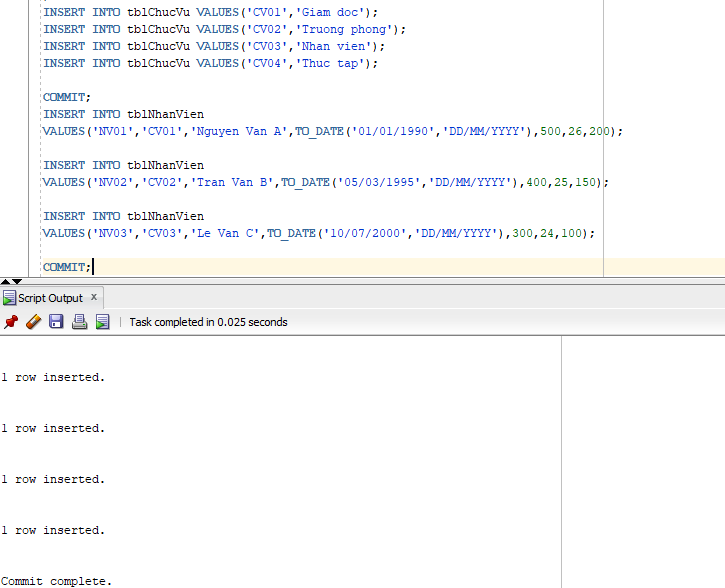 INSERT INTO tblChucVu VALUES('CV01','Giam doc');
INSERT INTO tblChucVu VALUES('CV02','Truong phong');
INSERT INTO tblChucVu VALUES('CV03','Nhan vien');
INSERT INTO tblChucVu VALUES('CV04','Thuc tap');
COMMIT;
INSERT INTO tblNhanVien
VALUES('NV01','CV01','Nguyen Van A',TO_DATE('01/01/1990','DD/MM/YYYY'),500,26,200);
INSERT INTO tblNhanVien
VALUES('NV02','CV02','Tran Van B',TO_DATE('05/03/1995','DD/MM/YYYY'),400,25,150);
INSERT INTO tblNhanVien
VALUES('NV03','CV03','Le Van C',TO_DATE('10/07/2000','DD/MM/YYYY'),300,24,100);
COMMIT;
Script Output x
Task completed in 0.025 seconds
1 row inserted.
1 row inserted.
1 row inserted.
1 row inserted.
Commit complete.